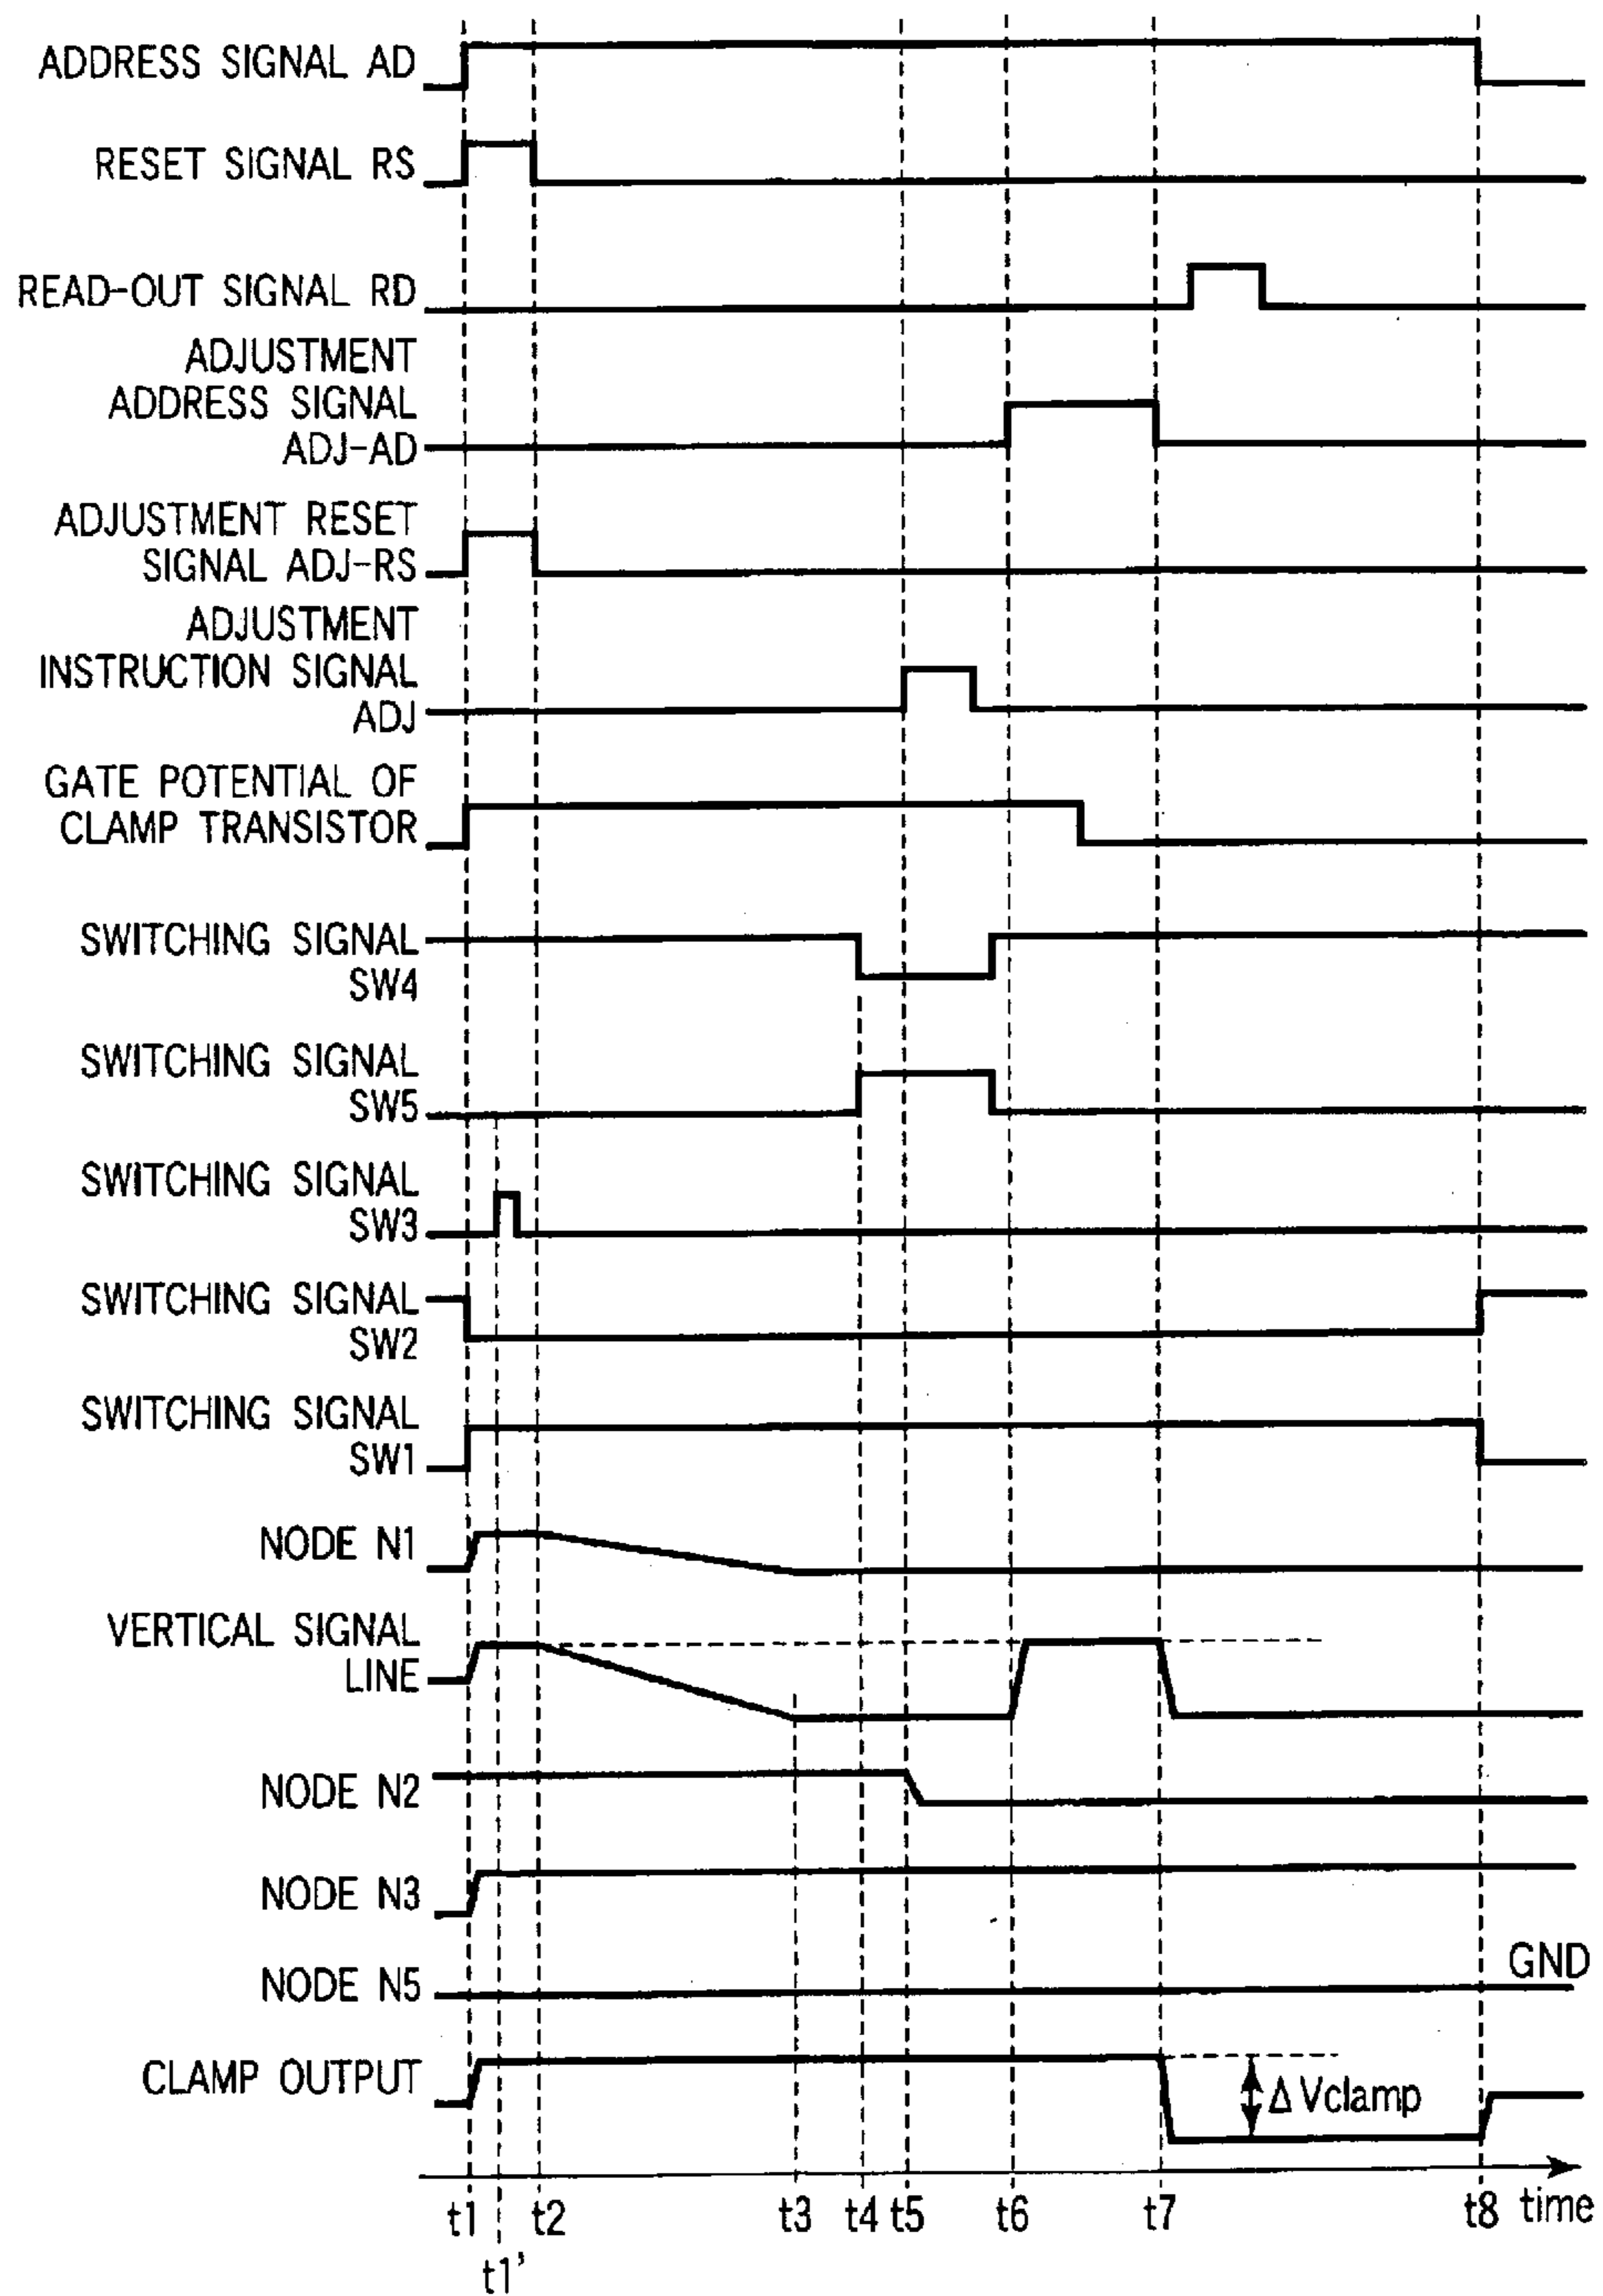 ADDRESS SIGNAL AD
RESET SIGNAL RS
READ-OUT SIGNAL RD
ADJUSTMENT
ADDRESS SIGNAL
ADJ-AD
ADJUSTMENT RESET
SIGNAL ADJ-RS
ADJUSTMENT
INSTRUCTION SIGNAL
ADJ
GATE POTENTIAL OF
CLAMP TRANSISTOR
SWITCHING SIGNAL
SW4
SWITCHING SIGNAL
SW5
SWITCHING SIGNAL
SW3
SWITCHING SIGNAL
SW2
SWITCHING SIGNAL
SW1
NODE N1
VERTICAL SIGNAL
LINE
NODE N2
NODE N3
NODE N5
GND
CLAMP OUTPUT
Δ Vclamp
t1 t2 t3 t4 t5 t6 t7 t8 time
t1'